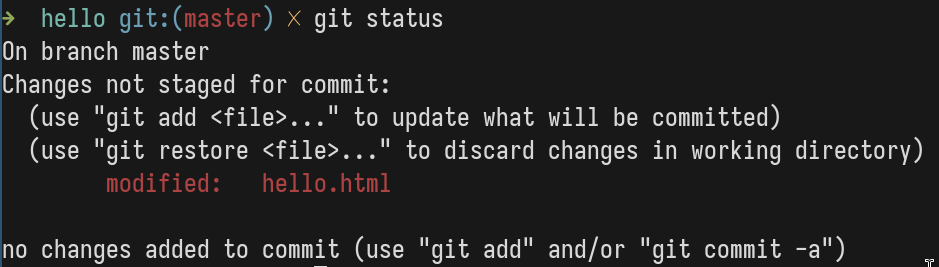 ➜  hello git:(master) ✗ git status
On branch master
Changes not staged for commit:
  (use "git add <file>..." to update what will be committed)
  (use "git restore <file>..." to discard changes in working directory)
        modified:   hello.html

no changes added to commit (use "git add" and/or "git commit -a")